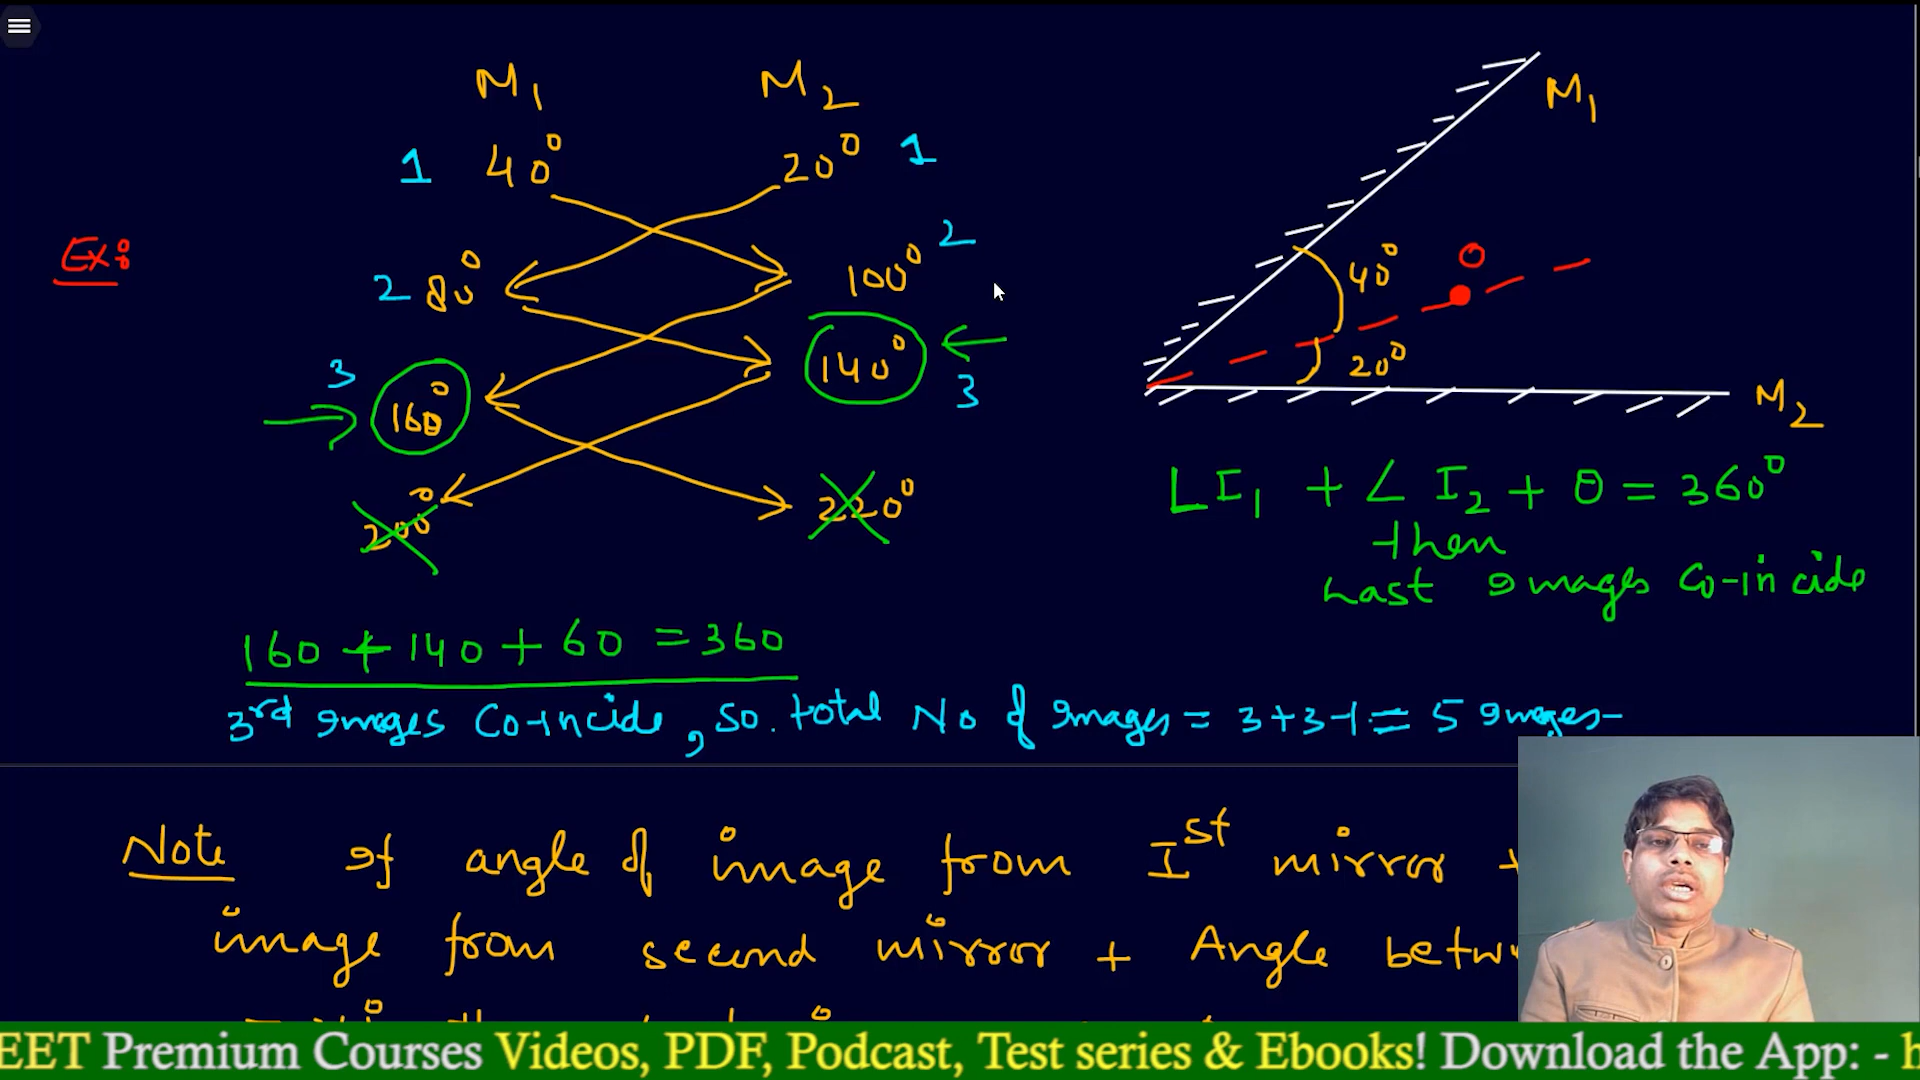 M₁ M₂
1 40° 20° 1
Ex:
2 80° 100° 2
3 160° 140° 3
200° 220°
160 + 140 + 60 = 360
3rd Images Co-incide, So. total No of Images = 3+3-1 = 5 Images-
M₁
O
40°
20°
M₂
∠I₁ + ∠I₂ + θ = 360°
then
Last Images Co-incide
Note If angle of image from Ist mirror +
image from second mirror + Angle betw
EET Premium Courses Videos, PDF, Podcast, Test series & Ebooks! Download the App: - h